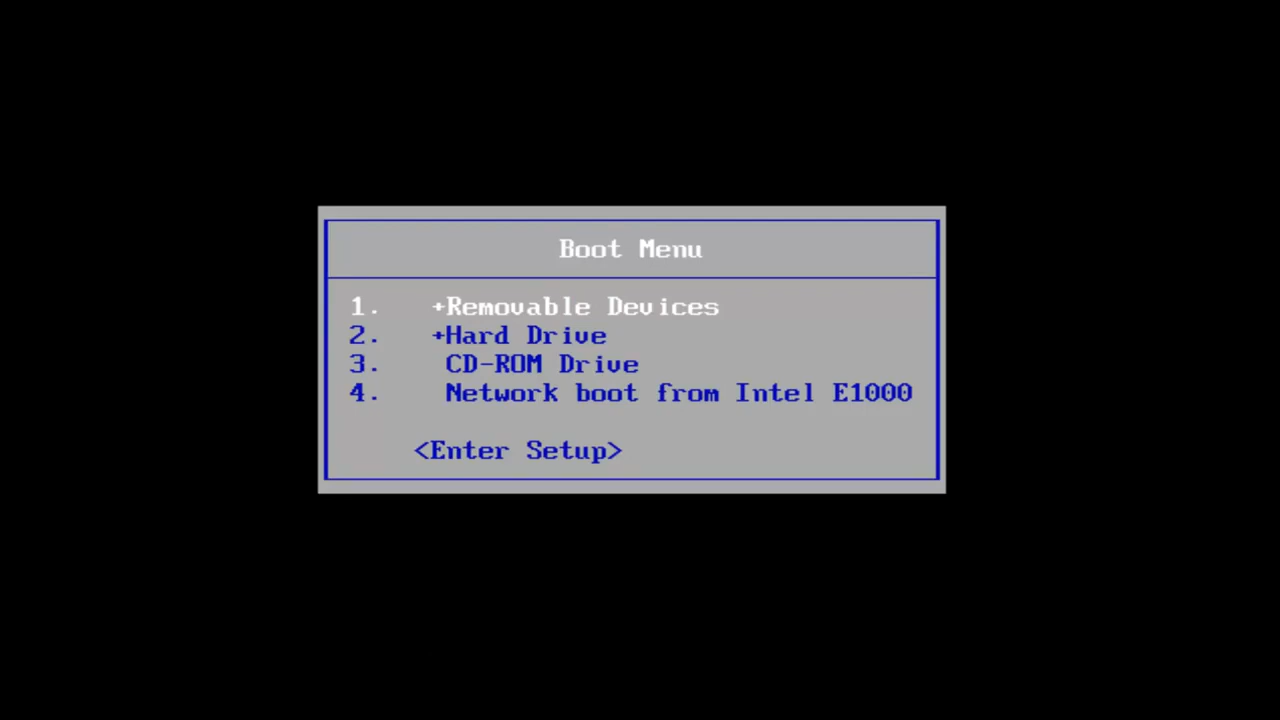 Boot Menu
1. +Removable Devices
2. +Hard Drive
3. CD-ROM Drive
4. Network boot from Intel E1000
<Enter Setup>